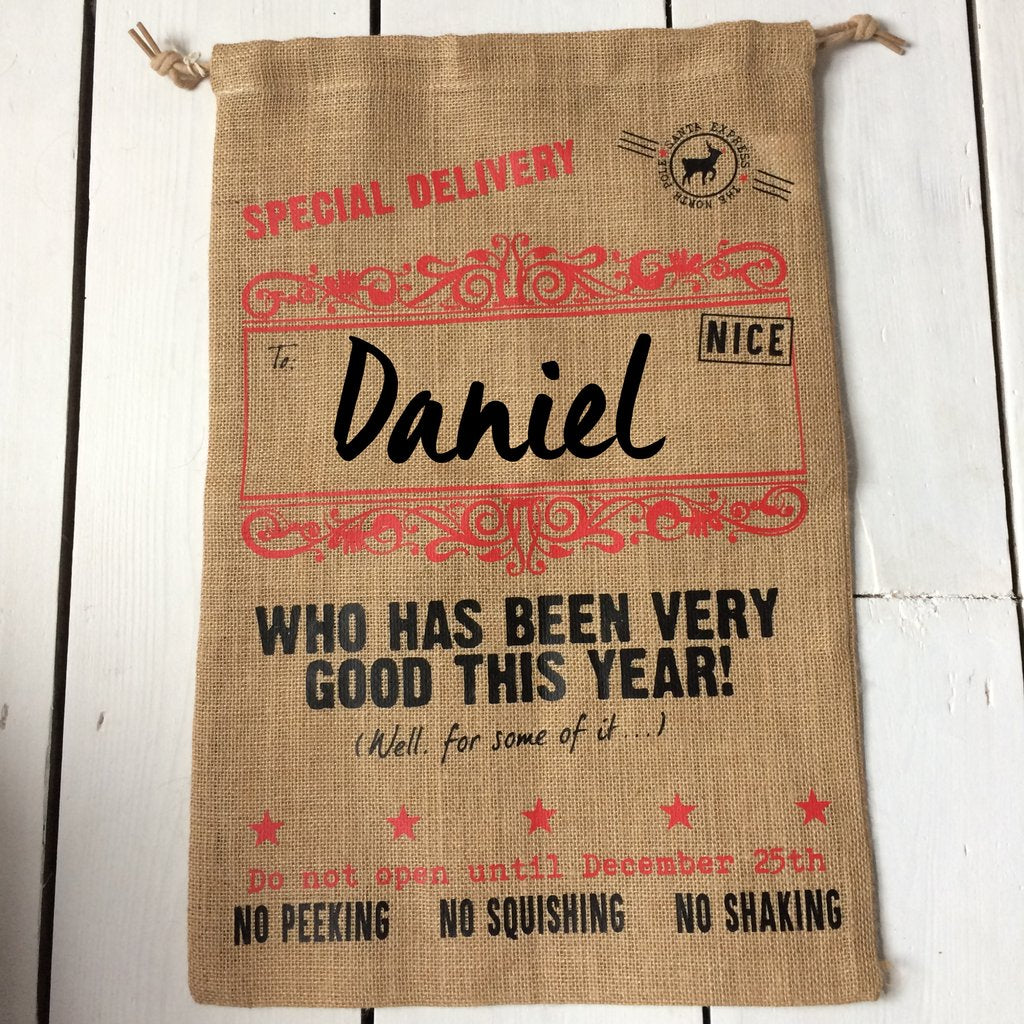 SPECIAL DELIVERY
SANTA EXPRESS ★ THE NORTH POLE ★
To:
Daniel
NICE
WHO HAS BEEN VERY
GOOD THIS YEAR!
(Well. for some of it...)
Do not open until December 25th
NO PEEKING NO SQUISHING NO SHAKING